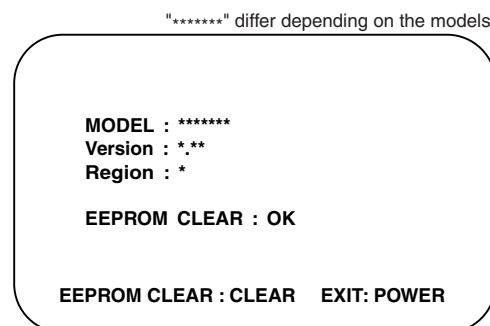 "*******" differ depending on the models
MODEL : *******
Version : *.**
Region : *
EEPROM CLEAR : OK
EEPROM CLEAR : CLEAR EXIT: POWER